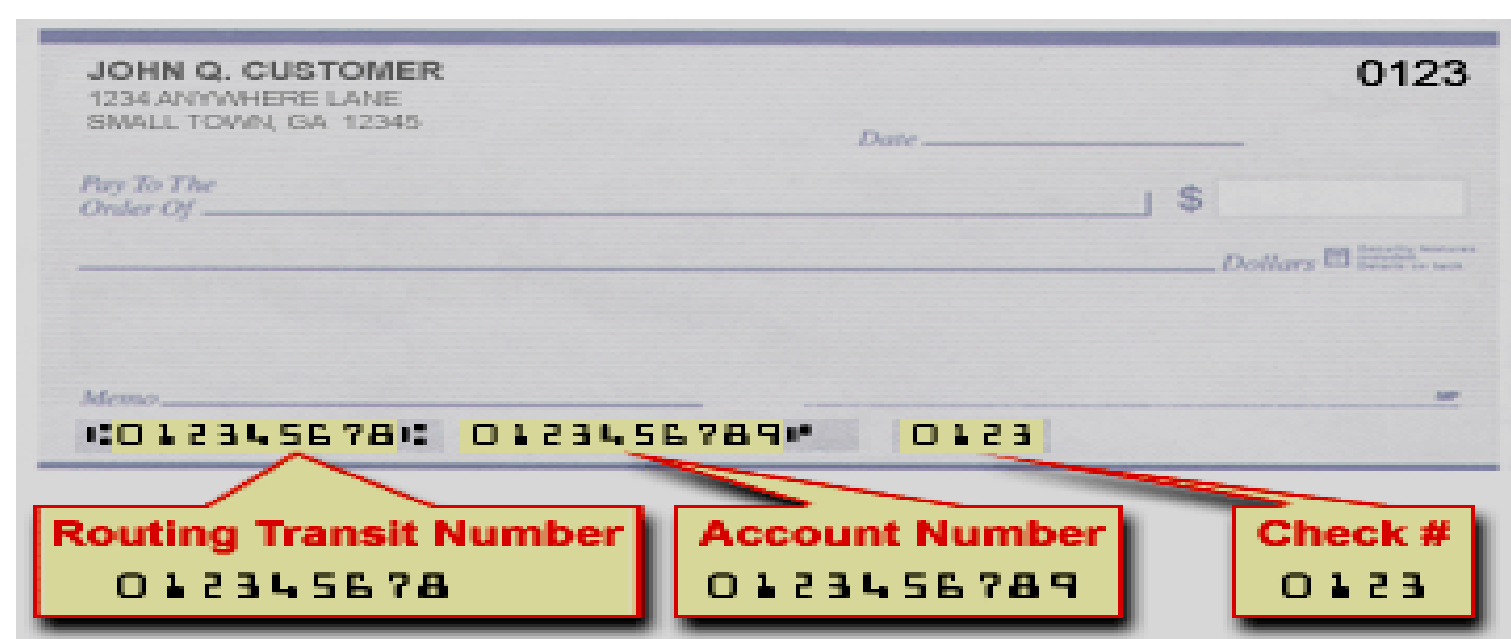 JOHN Q. CUSTOMER
0123
1234 ANYWHERE LANE
SMALL TOWN, GA 12345
Date
Pay To The
Order Of
$
Dollars
Memo
MP
⑆012345678⑆ 0123456789⑈ 0123
Routing Transit Number
012345678
Account Number
0123456789
Check #
0123